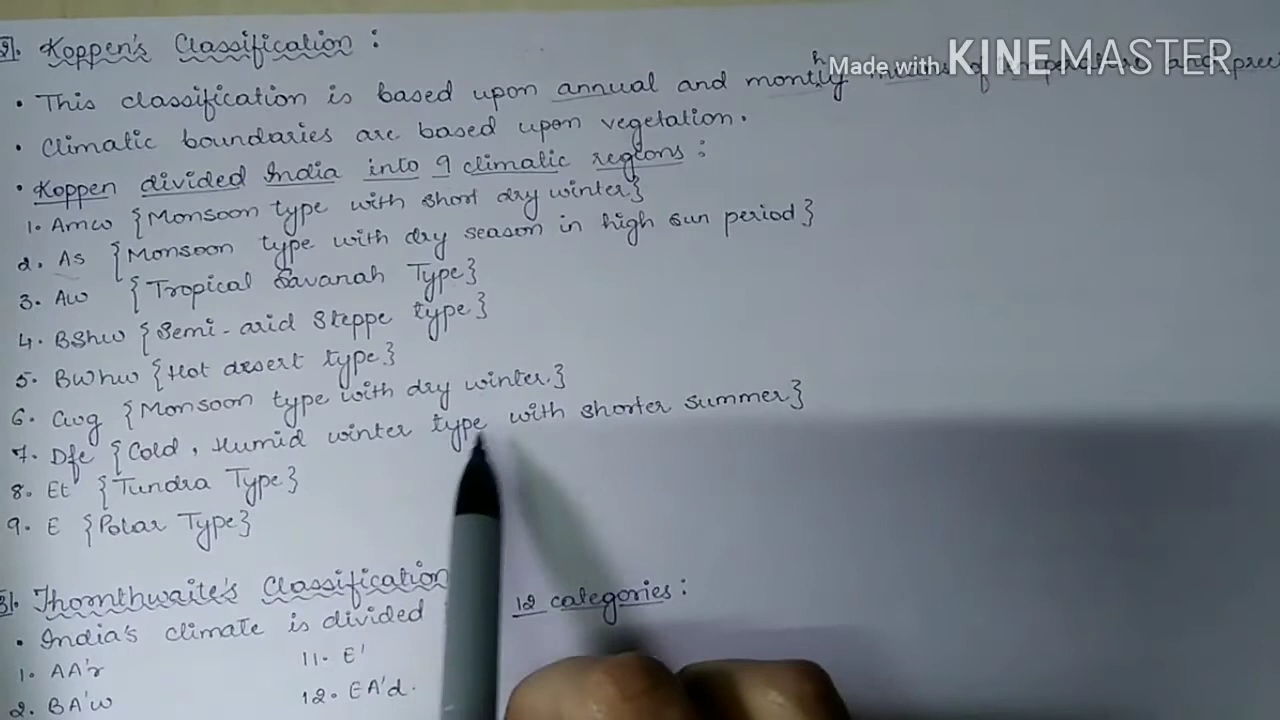 2). Koppen's Classification :
Made with KINEMASTER
• This classification is based upon annual and monthly means of and preci
• Climatic boundaries are based upon vegetation.
• Koppen divided India into 9 climatic regions :
1. Amw {Monsoon type with short dry winter}
2. As {Monsoon type with dry season in high sun period}
3. Aw {Tropical Savanah Type}
4. BShw {Semi-arid Steppe type}
5. BWhw {Hot desert type}
6. Cwg {Monsoon type with dry winter.}
7. Dfc {Cold, Humid winter type with shorter summer}
8. Et {Tundra Type}
9. E {Polar Type}
3). Thornthwaite's Classification
• India's climate is divided 12 categories :
1. AA'r 11. E'
2. BA'w 12. EA'd.